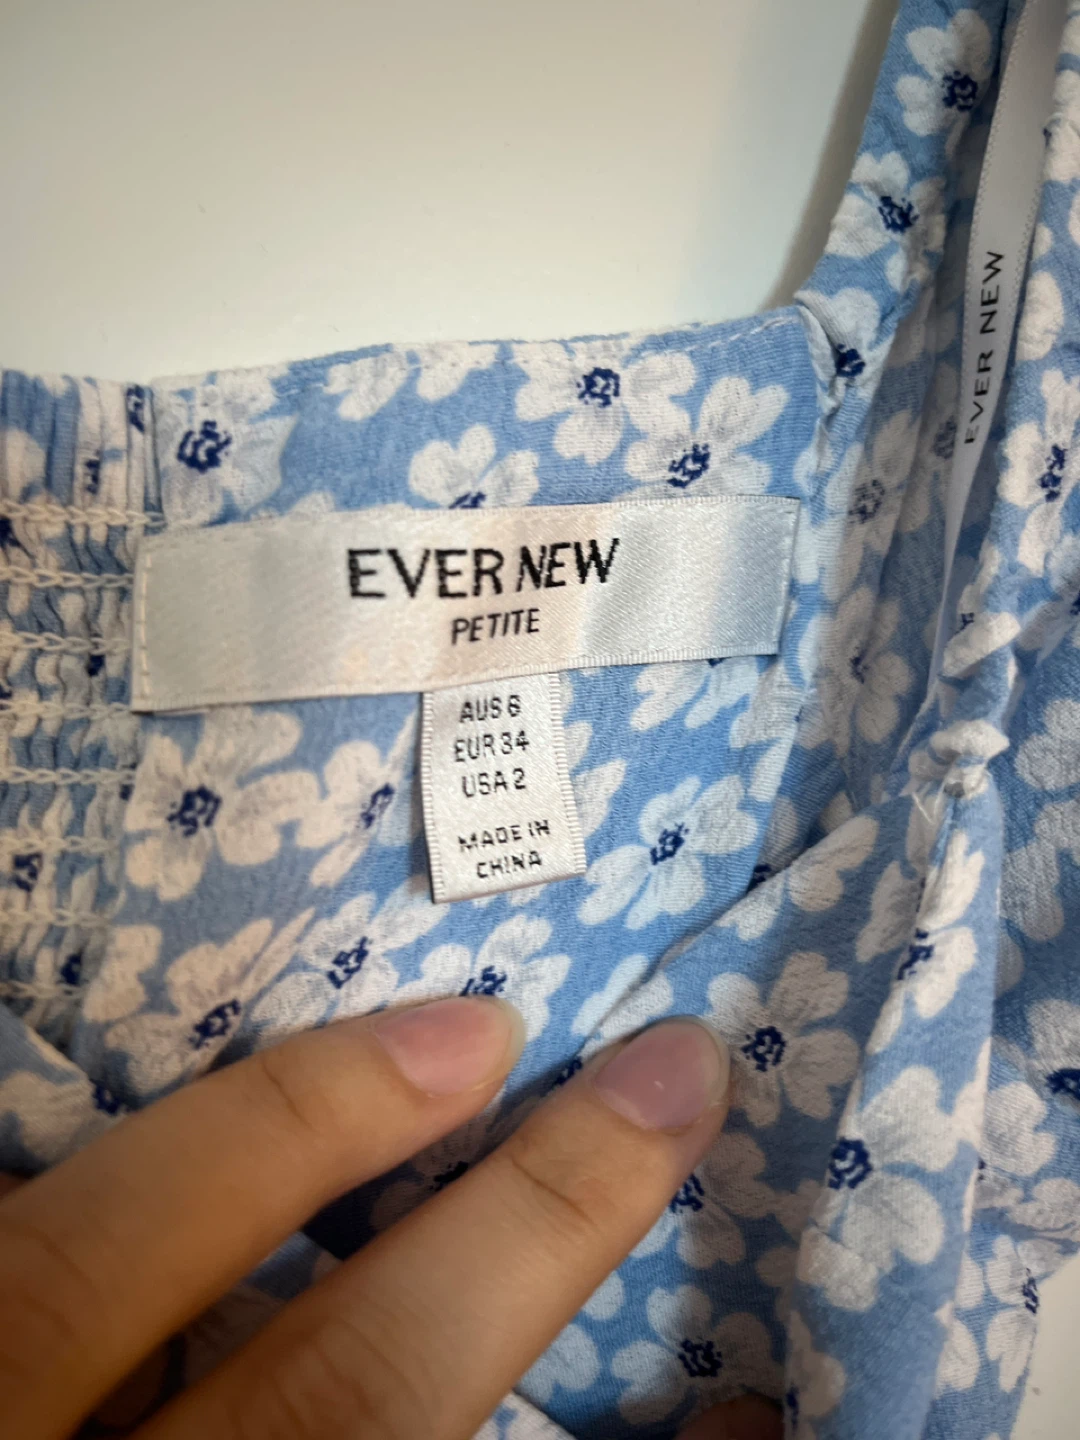 EVER NEW
PETITE
AUS 6
EUR 34
USA 2
MADE IN
CHINA
EVER NEW